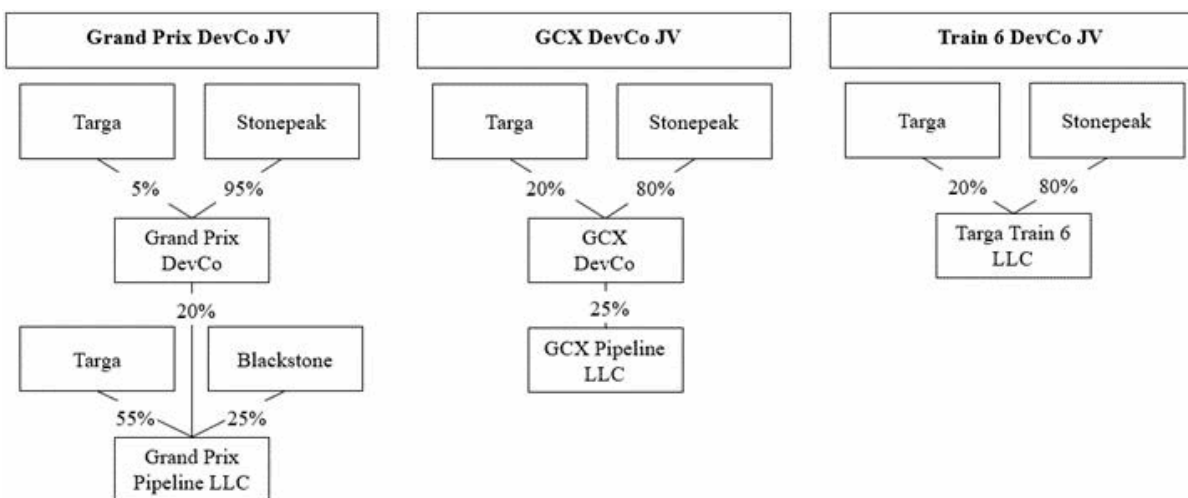 Grand Prix DevCo JV
GCX DevCo JV
Train 6 DevCo JV
Targa
Stonepeak
Targa
Stonepeak
Targa
Stonepeak
5%
95%
20%
80%
20%
80%
Grand Prix
DevCo
GCX
DevCo
Targa Train 6
LLC
20%
25%
Targa
Blackstone
GCX Pipeline
LLC
55%
25%
Grand Prix
Pipeline LLC